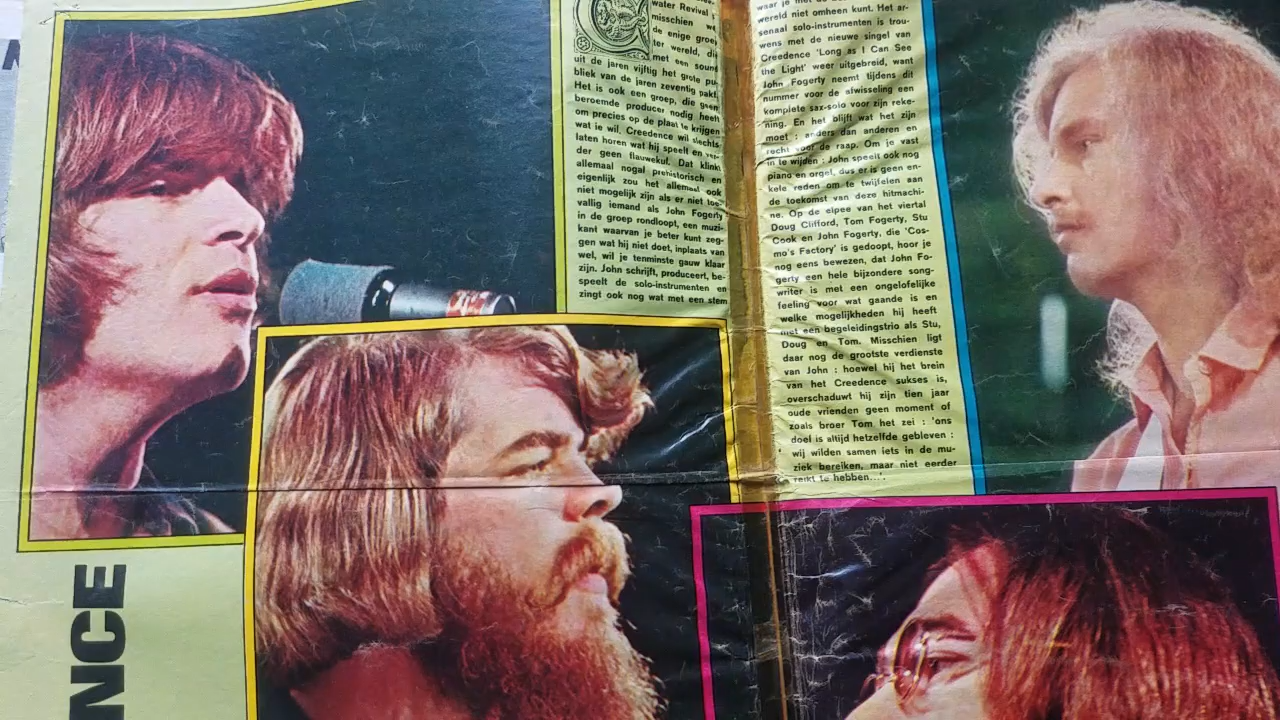 C
water Revival
misschien
de enige groep
ter wereld, die
met een sound
uit de jaren vijftig het grote pu-
bliek van de jaren zeventig pakt.
Het is ook een groep, die geen
beroemde producer nodig heeft
om precies op de plaat te krijgen
wat ie wil. Creedence wil slechts
laten horen wat hij speelt en ver-
der geen flauwekul. Dat klinkt
allemaal nogal prehistorisch en
eigenlijk zou het allemaal ook
niet mogelijk zijn als er niet toe-
vallig iemand als John Fogerty
in de groep rondloopt, een muzi-
kant waarvan je beter kunt zeg-
gen wat hij niet doet, inplaats van
wel, wil je tenminste gauw klaar
zijn. John schrijft, produceert, be-
speelt de solo-instrumenten en
zingt ook nog wat met een stem
waar je met de
wereld niet omheen kunt. Het ar-
senaal solo-instrumenten is trou-
wens met de nieuwe singel van
Creedence 'Long as I Can See
the Light' weer uitgebreid, want
John Fogerty neemt tijdens dit
nummer voor de afwisseling een
komplete sax-solo voor zijn reke-
ning. En het blijft wat het zijn
moet : anders dan anderen en
recht voor de raap. Om je vast
in te wijden : John speelt ook nog
piano en orgel, dus er is geen en-
kele reden om te twijfelen aan
de toekomst van deze hitmachi-
ne. Op de elpee van het viertal
Doug Clifford, Tom Fogerty, Stu
Cook en John Fogerty, die 'Cos-
mo's Factory' is gedoopt, hoor je
nog eens bewezen, dat John Fo-
gerty een hele bijzondere song-
writer is met een ongelofelijke
feeling voor wat gaande is en
welke mogelijkheden hij heeft
met een begeleidingstrio als Stu,
Doug en Tom. Misschien ligt
daar nog de grootste verdienste
van John : hoewel hij het brein
van het Creedence sukses is,
overschaduwt hij zijn tien jaar
oude vrienden geen moment of
zoals broer Tom het zei : 'ons
doel is altijd hetzelfde gebleven :
wij wilden samen iets in de mu-
ziek bereiken, maar niet eerder
reikt te hebben...'.
NCE